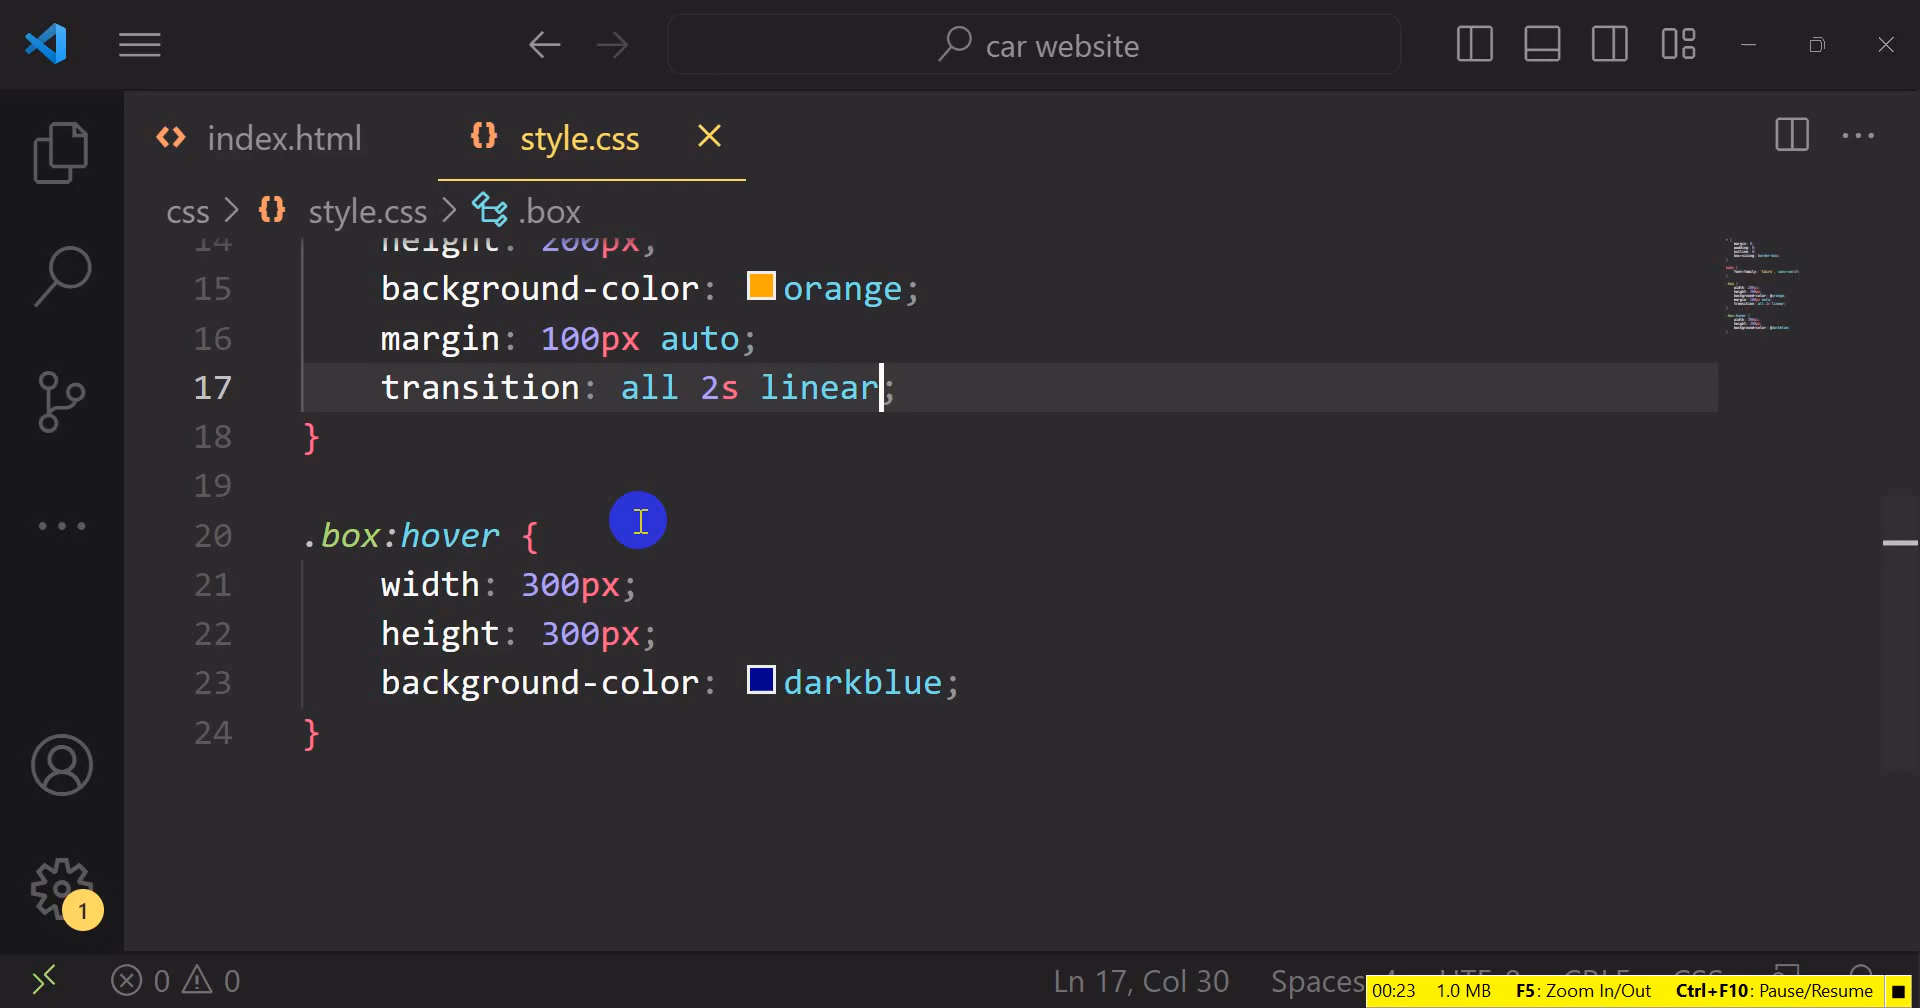 car website
index.html
style.css
css > style.css > .box
14 height: 200px;
15 background-color: orange;
16 margin: 100px auto;
17 transition: all 2s linear;
18 }
19
20 .box:hover {
21 width: 300px;
22 height: 300px;
23 background-color: darkblue;
24 }
1
0 0
Ln 17, Col 30 Spaces
00:23 1.0 MB F5: Zoom In/Out Ctrl+F10: Pause/Resume